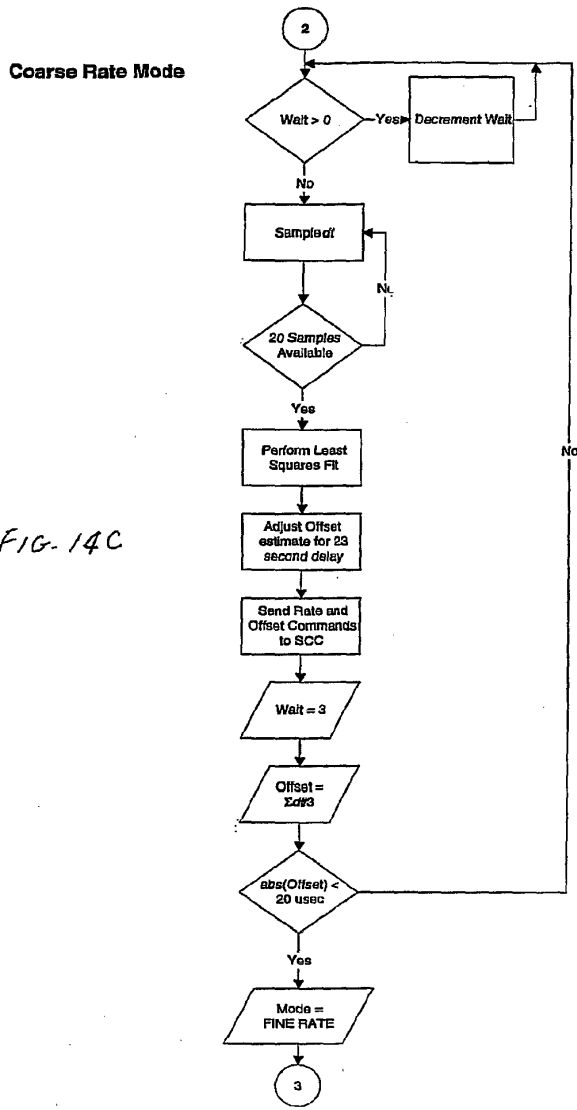 2
Coarse Rate Mode
Wait > 0
Yes
Decrement Wait
No
Sample dt
No
20 Samples
Available
Yes
Perform Least
Squares Fit
No
FIG. 14C
Adjust Offset
estimate for 23
second delay
Send Rate and
Offset Commands
to SCC
Wait = 3
Offset =
Σdt/3
abs(Offset) <
20 usec
Yes
Mode =
FINE RATE
3